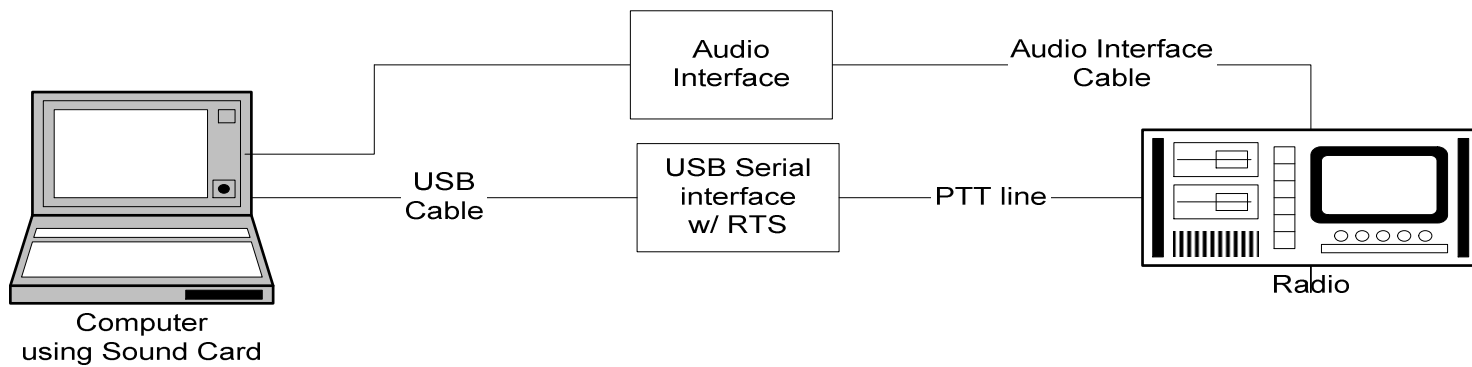 Audio
Interface
Audio Interface
Cable
USB
Cable
USB Serial
interface
w/ RTS
PTT line
Radio
Computer
using Sound Card